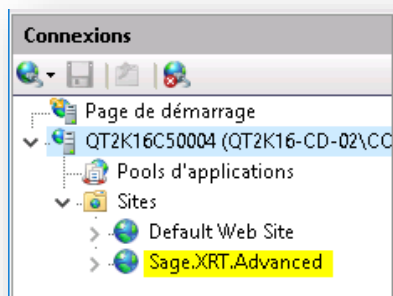 Connexions
Page de démarrage
QT2K16C50004 (QT2K16-CD-02\CC
Pools d'applications
Sites
Default Web Site
Sage.XRT.Advanced